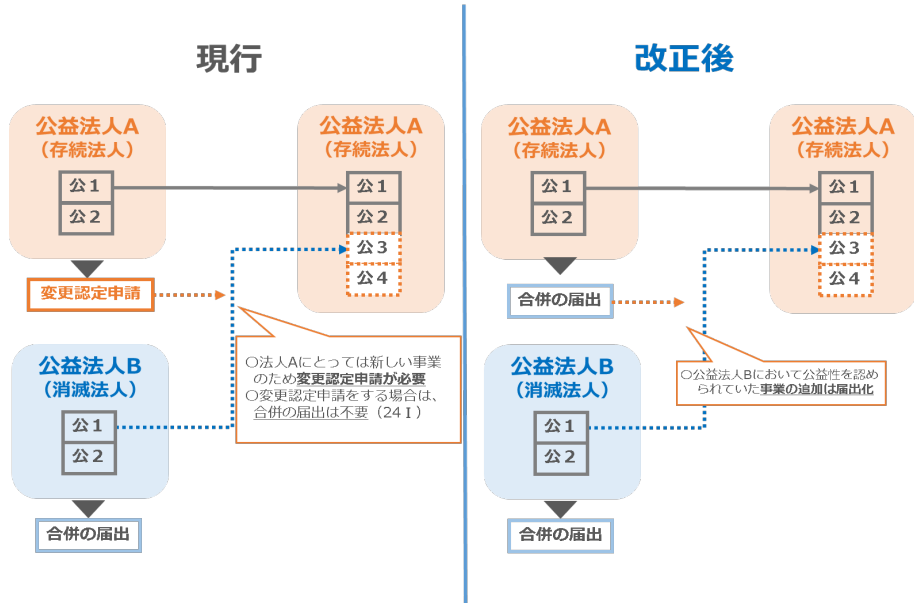 現行
公益法人A
（存続法人）
公１
公２
変更認定申請
公益法人A
（存続法人）
公１
公２
公３
公４
〇法人Aにとっては新しい事業
のため変更認定申請が必要
〇変更認定申請をする場合は、
合併の届出は不要（24Ⅰ）
公益法人B
（消滅法人）
公１
公２
合併の届出
改正後
公益法人A
（存続法人）
公１
公２
合併の届出
公益法人A
（存続法人）
公１
公２
公３
公４
〇公益法人Bにおいて公益性を認め
られていた事業の追加は届出化
公益法人B
（消滅法人）
公１
公２
合併の届出